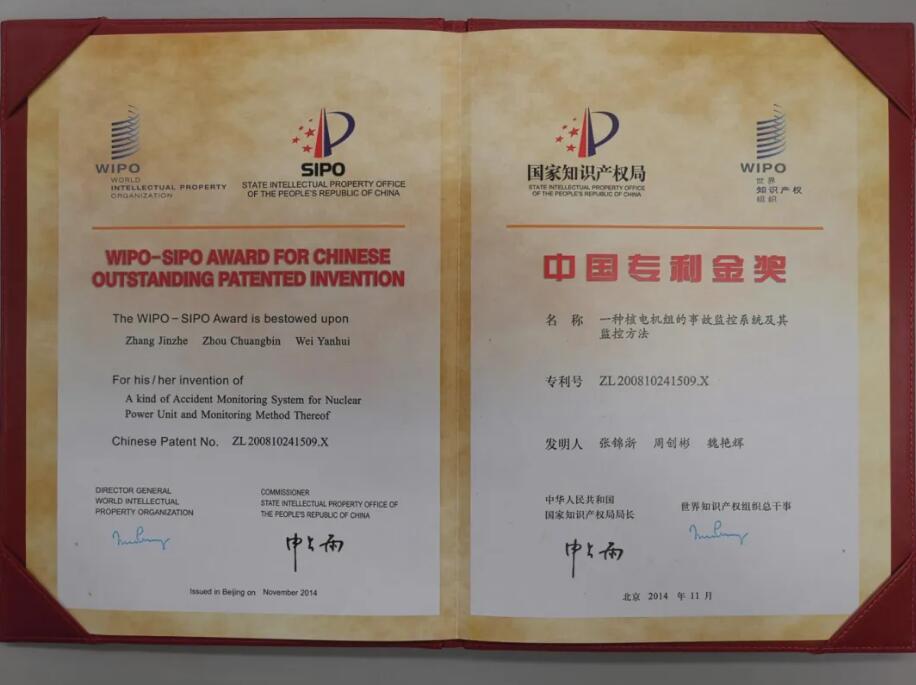 WIPO
WORLD
INTELLECTUAL PROPERTY
ORGANIZATION
SIPO
STATE INTELLECTUAL PROPERTY OFFICE
OF THE PEOPLE'S REPUBLIC OF CHINA
WIPO-SIPO AWARD FOR CHINESE
OUTSTANDING PATENTED INVENTION
The WIPO-SIPO Award is bestowed upon
Zhang Jinzhe Zhou Chuangbin Wei Yanhui
For his/her invention of
A kind of Accident Monitoring System for Nuclear
Power Unit and Monitoring Method Thereof
Chinese Patent No. ZL200810241509.X
DIRECTOR GENERAL
WORLD INTELLECTUAL
PROPERTY ORGANIZATION
COMMISSIONER
STATE INTELLECTUAL PROPERTY OFFICE OF
THE PEOPLE'S REPUBLIC OF CHINA
申长雨
Issued in Beijing on November 2014
国家知识产权局
STATE INTELLECTUAL PROPERTY OFFICE
OF THE PEOPLE'S REPUBLIC OF CHINA
WIPO
世界
知识产权
组织
中国专利金奖
名 称 一种核电机组的事故监控系统及其
监控方法
专利号 ZL200810241509.X
发明人 张锦浙 周创彬 魏艳辉
中华人民共和国
国家知识产权局局长
申长雨
世界知识产权组织总干事
北京 2014 年 11 月